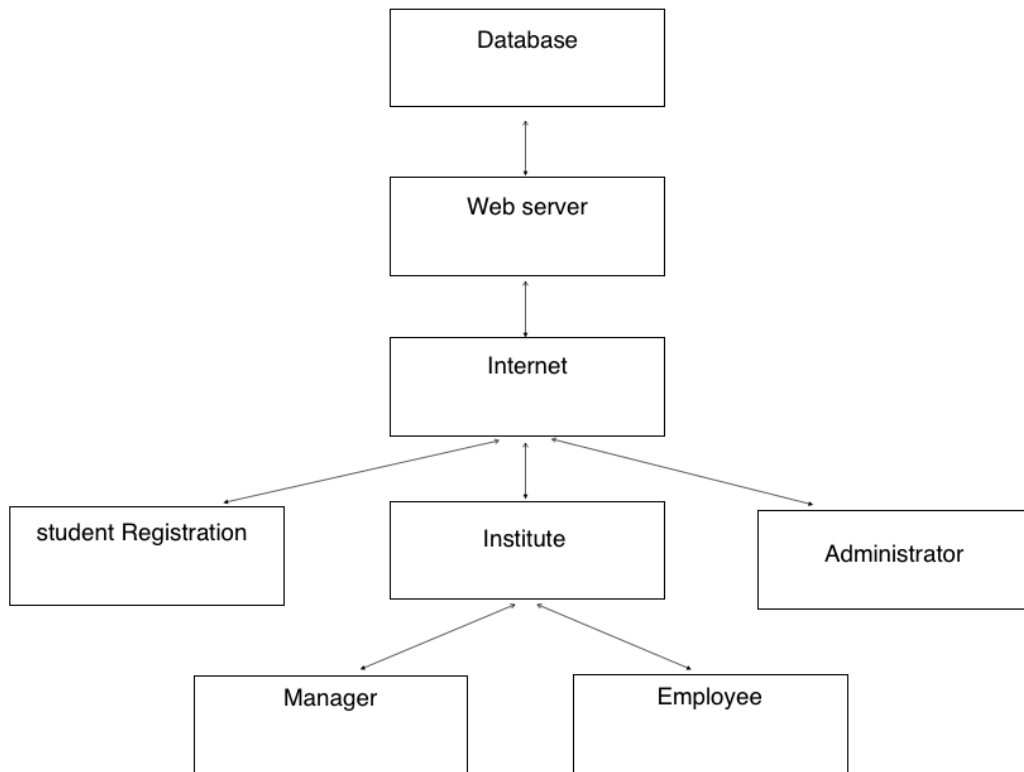 Database
Web server
Internet
student Registration
Institute
Administrator
Manager
Employee